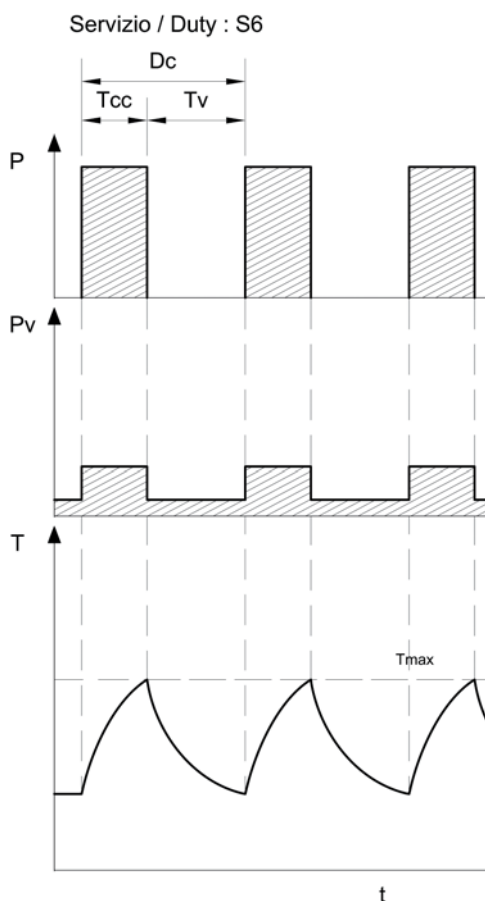 Servizio / Duty : S6
Dc
Tcc Tv
P
Pv
T
Tmax
t